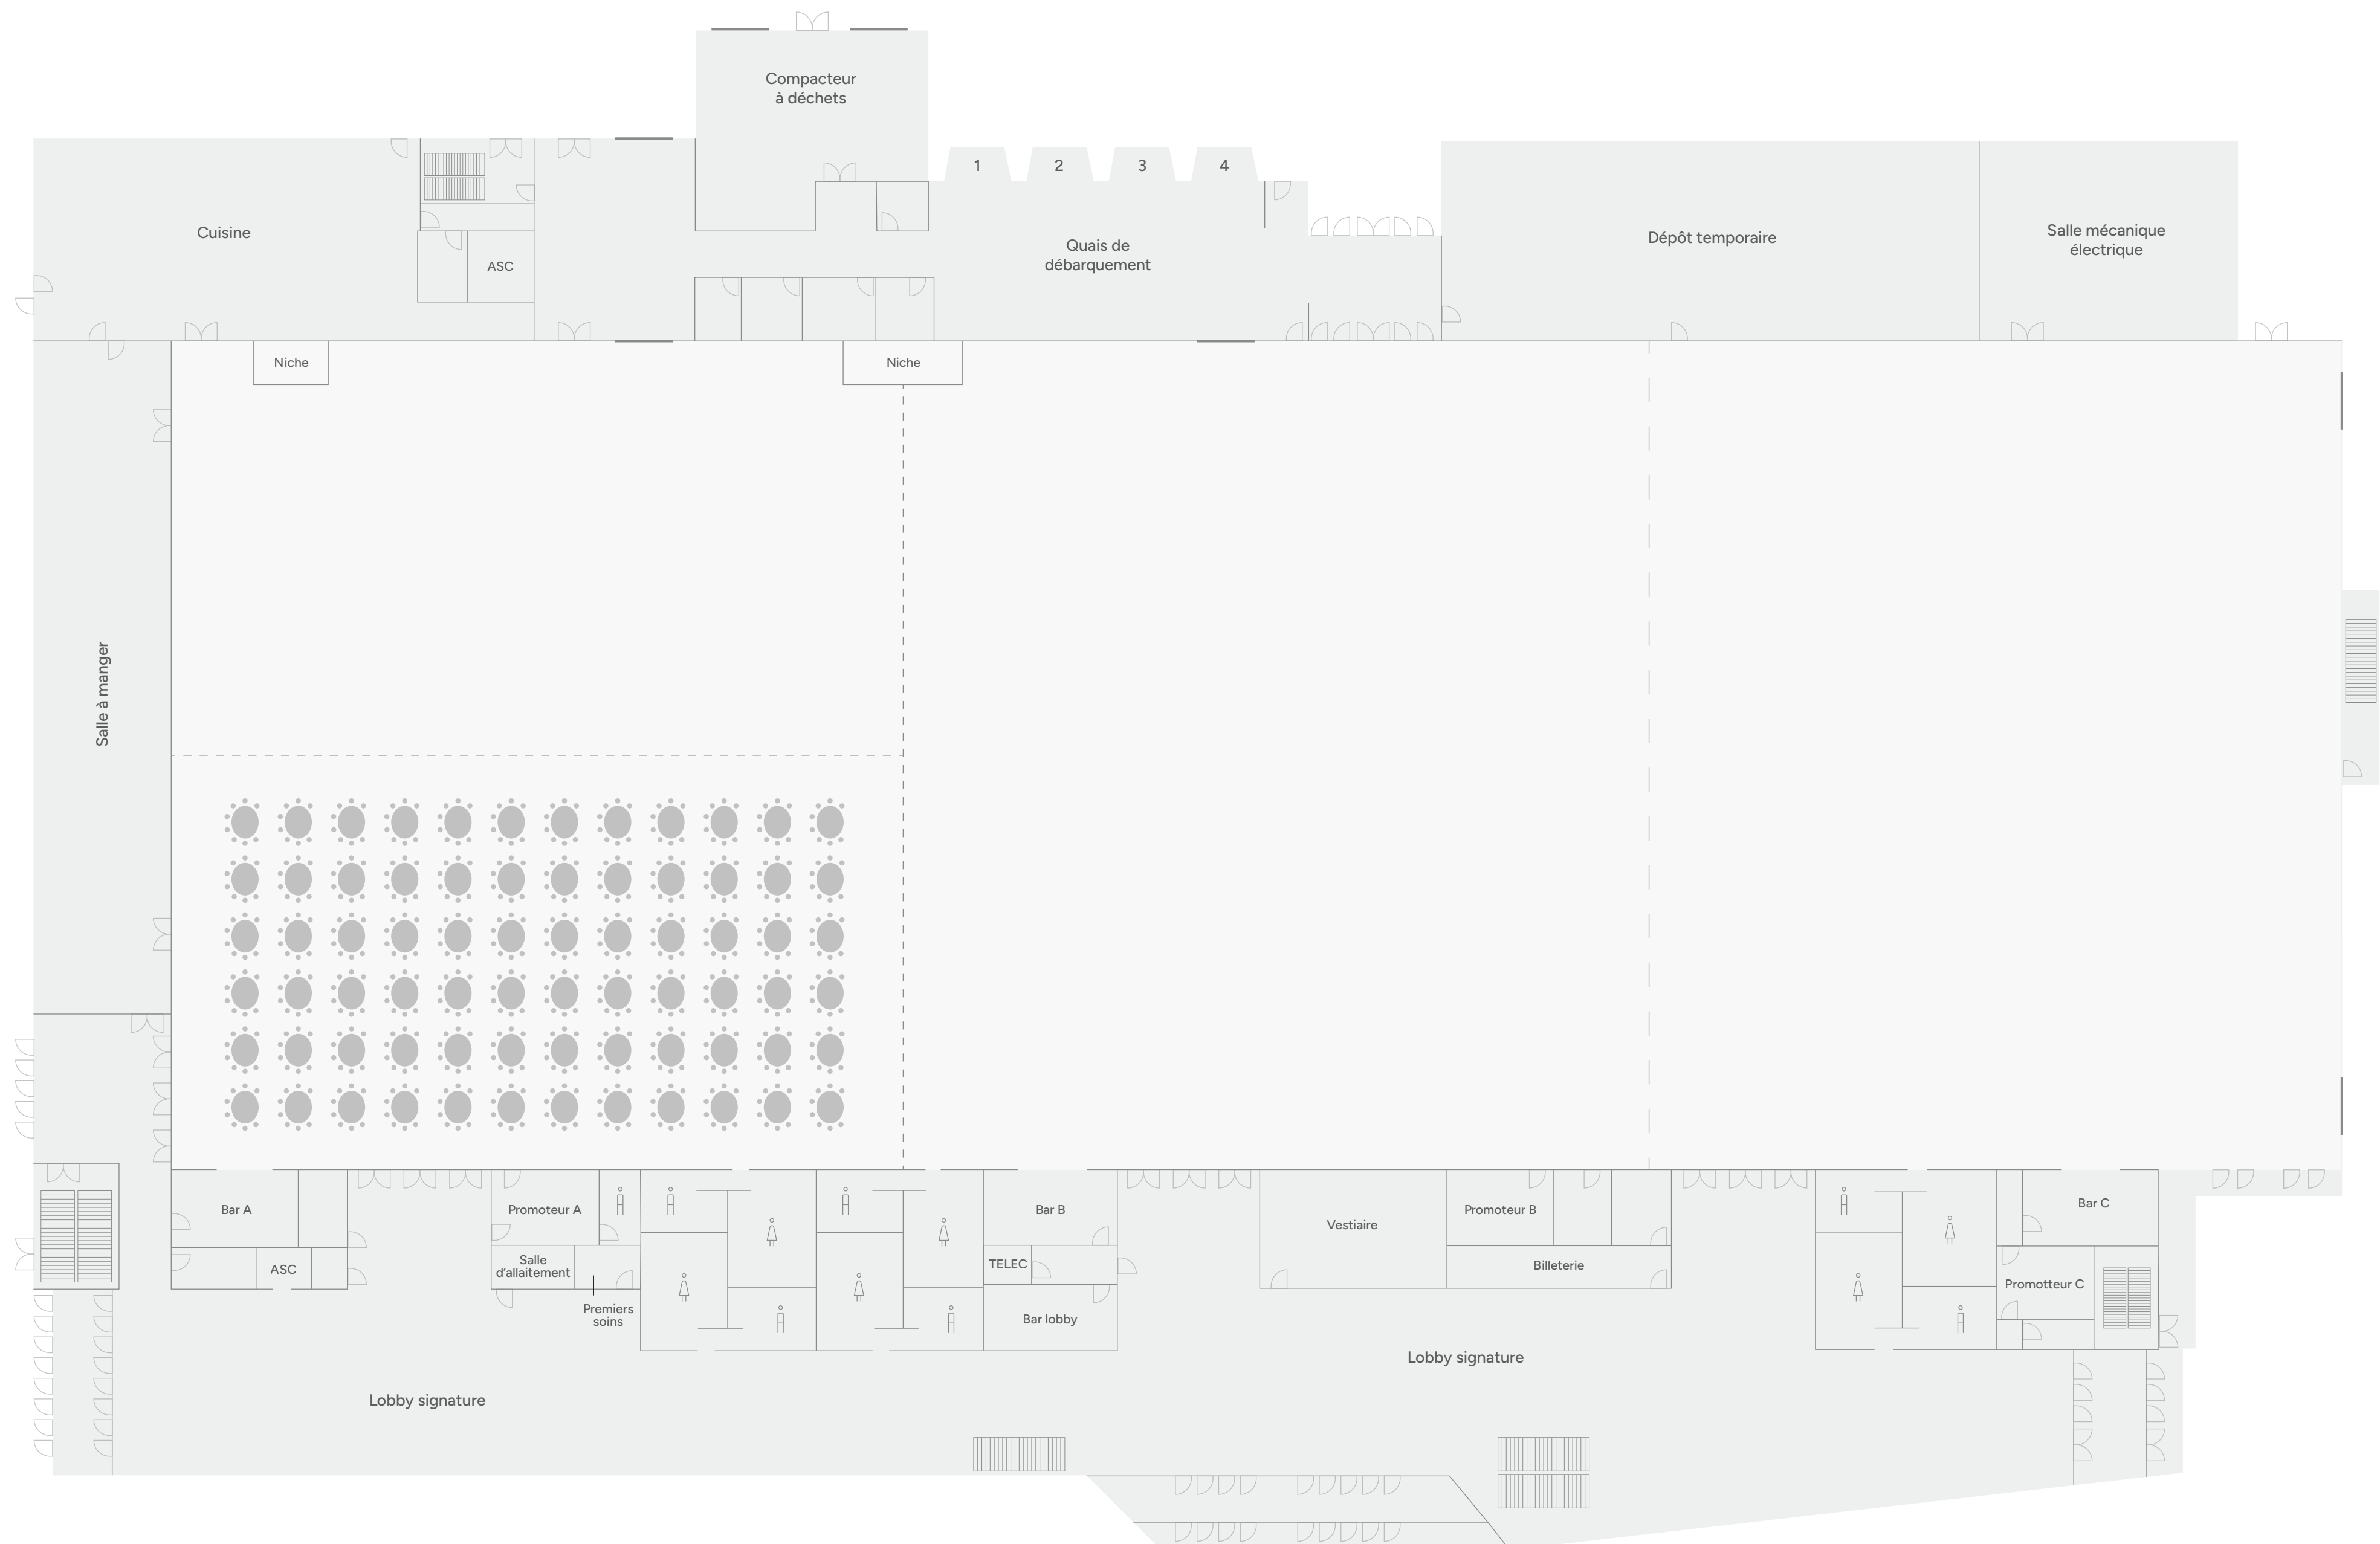 Compacteur
à déchets
1
2
3
4
Cuisine
ASC
Quais de
débarquement
Dépôt temporaire
Salle mécanique
électrique
Niche
Niche
Salle à manger
Bar A
ASC
Promoteur A
Salle
d'allaitement
Premiers
soins
Bar B
TELEC
Bar lobby
Vestiaire
Promoteur B
Billeterie
Bar C
Promotteur C
Lobby signature
Lobby signature